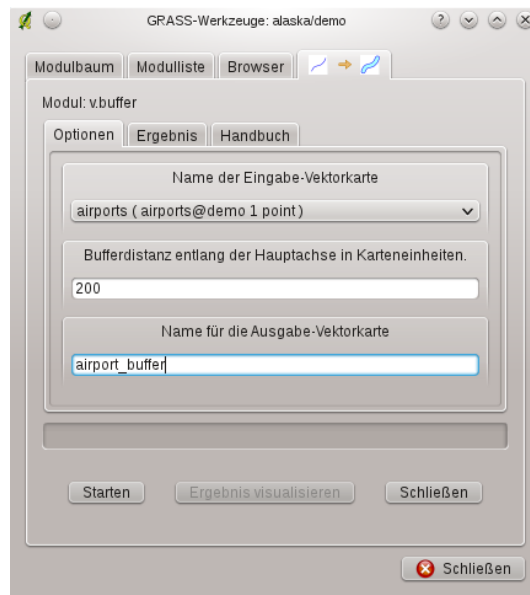 GRASS-Werkzeuge: alaska/demo
Modulbaum Modulliste Browser
Modul: v.buffer
Optionen Ergebnis Handbuch
Name der Eingabe-Vektorkarte
airports ( airports@demo 1 point )
Bufferdistanz entlang der Hauptachse in Karteneinheiten.
200
Name für die Ausgabe-Vektorkarte
airport_buffer
Starten Ergebnis visualisieren Schließen
Schließen